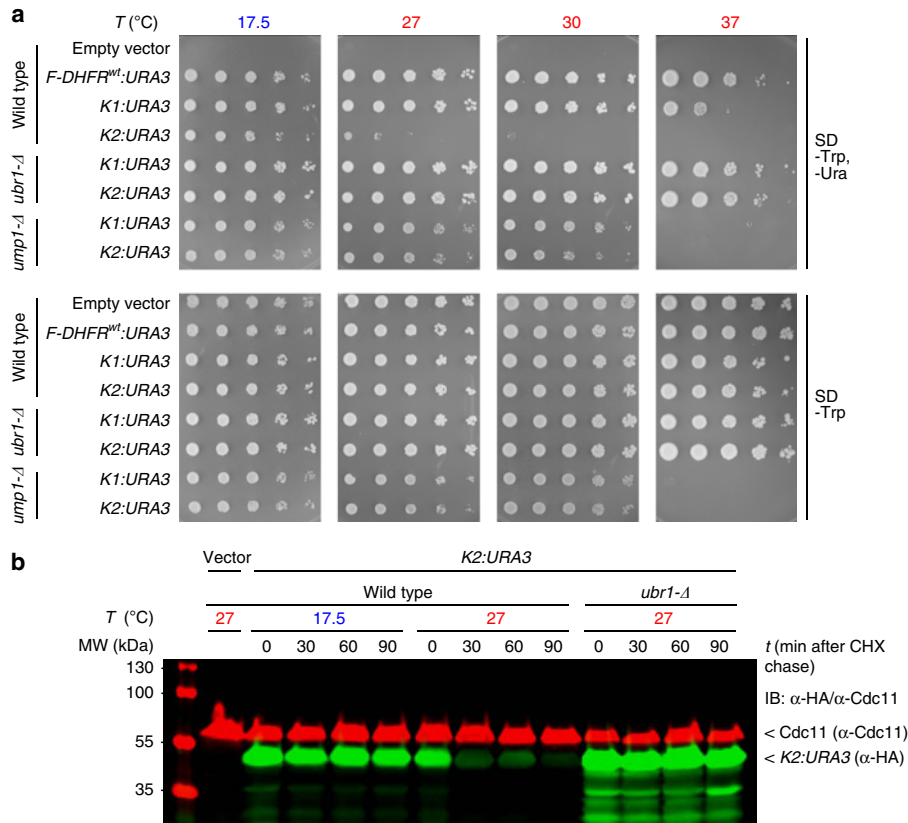 a
T (°C) 17.5 27 30 37
Wild type
Empty vector
F-DHFRwt:URA3
K1:URA3
K2:URA3
ubr1-Δ
K1:URA3
K2:URA3
ump1-Δ
K1:URA3
K2:URA3
SD
-Trp,
-Ura
Wild type
Empty vector
F-DHFRwt:URA3
K1:URA3
K2:URA3
ubr1-Δ
K1:URA3
K2:URA3
ump1-Δ
K1:URA3
K2:URA3
SD
-Trp
b
Vector K2:URA3
Wild type ubr1-Δ
T (°C) 27 17.5 27 27
MW (kDa) 0 30 60 90 0 30 60 90 0 30 60 90 t (min after CHX
chase)
130
100
IB: α-HA/α-Cdc11
< Cdc11 (α-Cdc11)
55
< K2:URA3 (α-HA)
35